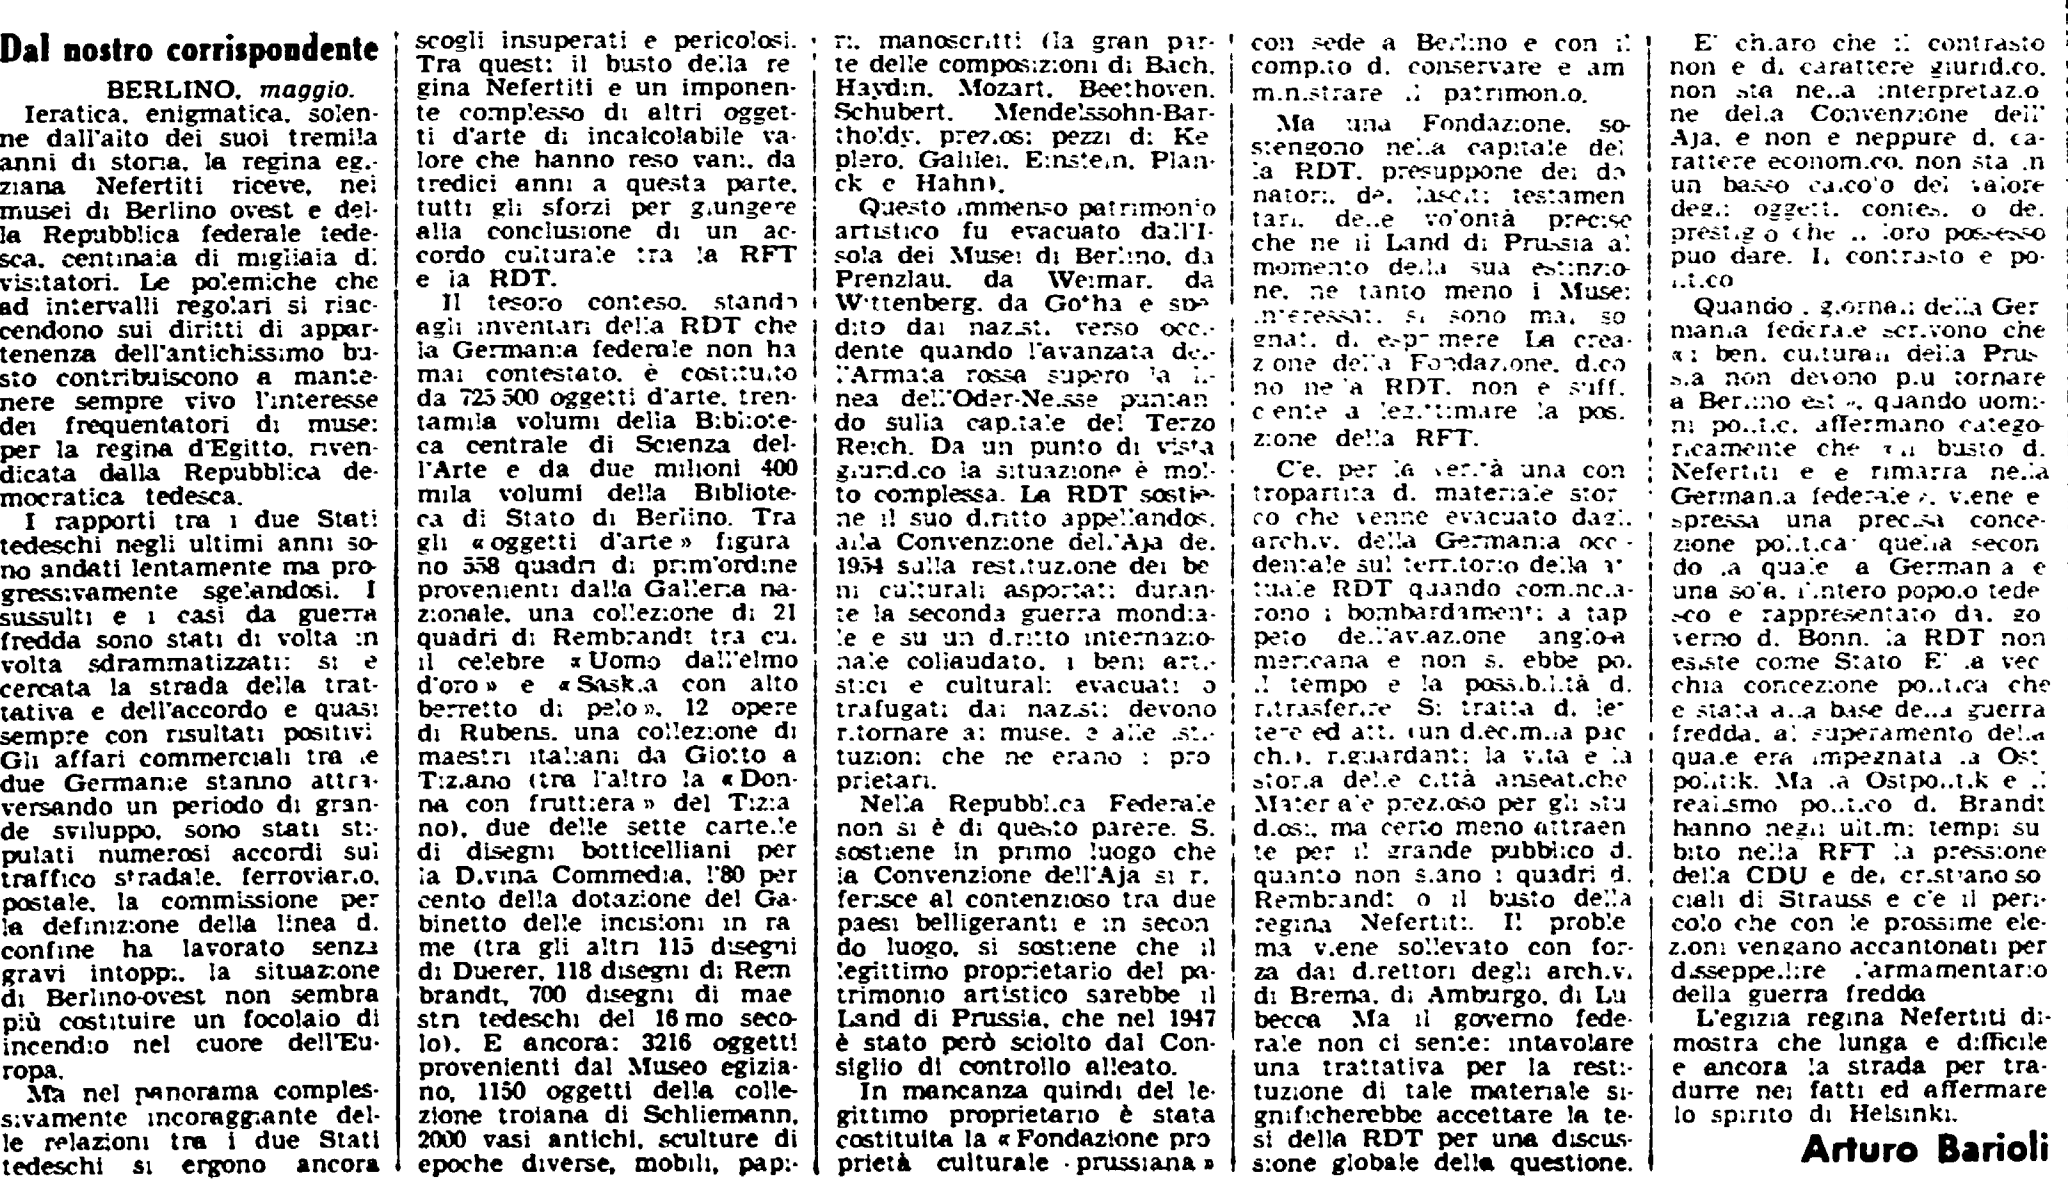 Dal nostro corrispondente
BERLINO, maggio.
Ieratica, enigmatica, solen-
ne dall'alto dei suoi tremila
anni di storia, la regina egi-
ziana Nefertiti riceve, nei
musei di Berlino ovest e del-
la Repubblica federale tede-
sca, centinaia di migliaia di
visitatori. Le polemiche che
ad intervalli regolari si riac-
cendono sui diritti di appar-
tenenza dell'antichissimo bu-
sto contribuiscono a mante-
nere sempre vivo l'interesse
dei frequentatori di musei
per la regina d'Egitto, riven-
dicata dalla Repubblica de-
mocratica tedesca.
I rapporti tra i due Stati
tedeschi negli ultimi anni so-
no andati lentamente ma pro
gressivamente sgelandosi. I
sussulti e i casi da guerra
fredda sono stati di volta in
volta sdrammatizzati; si e
cercata la strada della trat-
tativa e dell'accordo e quasi
sempre con risultati positivi
Gli affari commerciali tra le
due Germanie stanno attra-
versando un periodo di gran-
de sviluppo, sono stati sti-
pulati numerosi accordi sul
traffico stradale, ferroviario,
postale, la commissione per
la definizione della linea di
confine ha lavorato senza
gravi intoppi, la situazione
di Berlino-ovest non sembra
più costituire un focolaio di
incendio nel cuore dell'Eu-
ropa.
Ma nel panorama comples-
sivamente incoraggiante del-
le relazioni tra i due Stati
tedeschi si ergono ancora
scogli insuperati e pericolosi.
Tra questi il busto della re
gina Nefertiti e un imponen-
te complesso di altri ogget-
ti d'arte di incalcolabile va-
lore che hanno reso vani, da
tredici anni a questa parte,
tutti gli sforzi per giungere
alla conclusione di un ac-
cordo culturale tra la RFT
e la RDT.
Il tesoro conteso, stando
agli inventari della RDT che
la Germania federale non ha
mai contestato, è costituito
da 725 500 oggetti d'arte, tren-
tamila volumi della Bibliote-
ca centrale di Scienza del-
l'Arte e da due milioni 400
mila volumi della Bibliote-
ca di Stato di Berlino. Tra
gli « oggetti d'arte » figura
no 558 quadri di prim'ordine
provenienti dalla Galleria na-
zionale, una collezione di 21
quadri di Rembrandt tra cui
il celebre « Uomo dall'elmo
d'oro » e « Saskia con alto
berretto di pelo », 12 opere
di Rubens, una collezione di
maestri italiani da Giotto a
Tiziano (tra l'altro la « Don-
na con fruttiera » del Tizia
no), due delle sette cartelle
di disegni botticelliani per
la Divina Commedia, l'80 per
cento della dotazione del Ga-
binetto delle incisioni in ra
me (tra gli altri 115 disegni
di Duerer, 118 disegni di Rem
brandt, 700 disegni di mae
stri tedeschi del 16 mo seco-
lo). E ancora: 3216 oggetti
provenienti dal Museo egizia-
no, 1150 oggetti della colle-
zione troiana di Schliemann,
2000 vasi antichi, sculture di
epoche diverse, mobili, papi-
ri, manoscritti (la gran par-
te delle composizioni di Bach,
Haydin, Mozart, Beethoven,
Schubert, Mendelssohn-Bar-
tholdy, preziosi pezzi di Ke
plero, Galilei, Einstein, Plan-
ck e Hahn).
Questo immenso patrimonio
artistico fu evacuato dall'I-
sola dei Musei di Berlino, da
Prenzlau, da Weimar, da
Wittenberg, da Gotha e spe-
dito dai nazisti verso occi-
dente quando l'avanzata del-
l'Armata rossa supero la li-
nea dell'Oder-Neisse puntan
do sulla capitale del Terzo
Reich. Da un punto di vista
giuridico la situazione è mol-
to complessa. La RDT sostie-
ne il suo diritto appellandosi
alla Convenzione dell'Aja del
1954 sulla restituzione dei be
ni culturali asportati duran-
te la seconda guerra mondia-
le e su un diritto internazio-
nale collaudato, i beni arti-
stici e culturali evacuati o
trafugati dai nazisti devono
ritornare ai musei e alle isti-
tuzioni che ne erano i pro
prietari.
Nella Repubblica Federale
non si è di questo parere. Si
sostiene in primo luogo che
la Convenzione dell'Aja si ri
ferisce al contenzioso tra due
paesi belligeranti e in secon
do luogo, si sostiene che il
legittimo proprietario del pa-
trimonio artistico sarebbe il
Land di Prussia, che nel 1947
è stato però sciolto dal Con-
siglio di controllo alleato.
In mancanza quindi del le-
gittimo proprietario è stata
costituita la « Fondazione pro
prietà culturale prussiana »
con sede a Berlino e con il
compito di conservare e am
ministrare il patrimonio.
Ma una Fondazione, so-
stengono nella capitale del
la RDT, presuppone dei do
natori, dei lasciti testamen
tari, delle volontà precise
che ne il Land di Prussia al
momento della sua estinzio-
ne, ne tanto meno i Musei
interessati si sono mai so
gnati di esprimere La crea-
zione della Fondazione, dico
no nella RDT, non e suffi
ciente a legittimare la posi
zione della RFT.
C'e, per la verità una con
tropartita di materiale stori
co che venne evacuato dagli
archivi della Germania occi-
dentale sul territorio della at
tuale RDT quando comincia-
rono i bombardamenti a tap
peto dell'aviazione angloa
mericana e non si ebbe poi
il tempo e la possibilità di
ritrasferire Si tratta di let
tere ed atti (un diecimila pac
chi), riguardanti la vita e la
storia delle città anseatiche
Materiale prezioso per gli stu
diosi, ma certo meno attraen
te per il grande pubblico di
quanto non siano i quadri di
Rembrandt o il busto della
regina Nefertiti. Il proble
ma viene sollevato con for-
za dai direttori degli archivi
di Brema, di Amburgo, di Lu
becca Ma il governo fede-
rale non ci sente: intavolare
una trattativa per la resti-
tuzione di tale materiale si-
gnificherebbe accettare la te-
si della RDT per una discus-
sione globale della questione.
E' chiaro che il contrasto
non e di carattere giuridico,
non sta nella interpretazio
ne della Convenzione dell'
Aja, e non e neppure di ca-
rattere economico, non sta in
un basso calcolo del valore
degli oggetti contesi o del
prestigio che il loro possesso
puo dare. Il contrasto e po-
litico
Quando i giornali della Ger
mania federale scrivono che
« i beni culturali della Prus
sia non devono piu tornare
a Berlino est », quando uomi-
ni politici affermano catego-
ricamente che « il busto di
Nefertiti e e rimarra nella
Germania federale », viene e
spressa una precisa conce-
zione politica quella secon
do la quale la Germania e
una sola, l'intero popolo tede
sco e rappresentato dal go
verno di Bonn, la RDT non
esiste come Stato E' la vec
chia concezione politica che
e stata alla base della guerra
fredda, al superamento della
quale era impegnata la Ost
politik. Ma la Ostpolitik e il
realismo politico di Brandt
hanno negli ultimi tempi su
bito nella RFT la pressione
della CDU e dei cristiano so
ciali di Strauss e c'e il peri-
colo che con le prossime ele-
zioni vengano accantonati per
disseppellire l'armamentario
della guerra fredda
L'egizia regina Nefertiti di-
mostra che lunga e difficile
e ancora la strada per tra-
durre nei fatti ed affermare
lo spirito di Helsinki.
Arturo Barioli